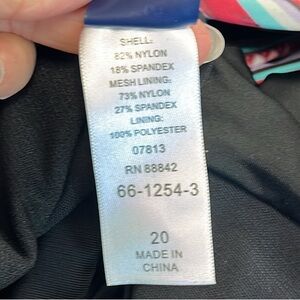 SHELL:
82% NYLON
18% SPANDEX
MESH LINING:
73% NYLON
27% SPANDEX
LINING:
100% POLYESTER
07813
RN 88842
66-1254-3
20
MADE IN
CHINA